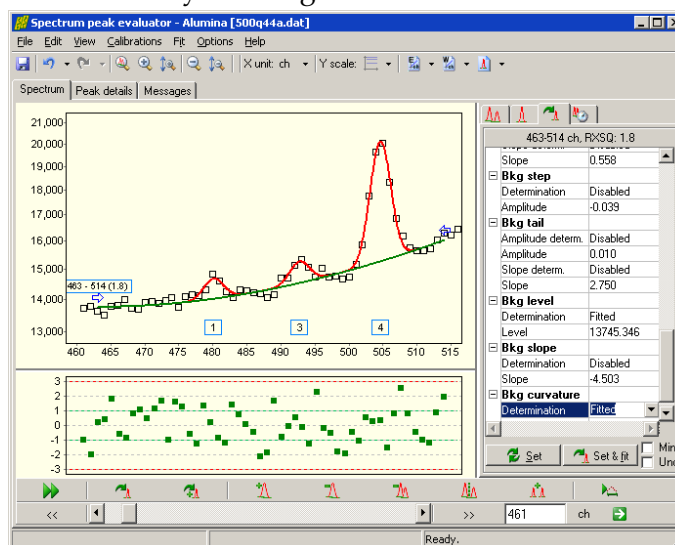 Spectrum peak evaluator - Alumina [500q44a.dat]
File Edit View Calibrations Fit Options Help
X unit: ch Y scale:
Spectrum Peak details Messages
463-514 ch, RXSQ: 1.8
Slope 0.558
Bkg step
Determination Disabled
Amplitude -0.039
Bkg tail
Amplitude determ. Disabled
Amplitude 0.010
Slope determ. Disabled
Slope 2.750
Bkg level
Determination Fitted
Level 13745.346
Bkg slope
Determination Disabled
Slope -4.503
Bkg curvature
Determination Fitted
Set Set & fit Min
21,000
20,000
19,000
18,000
17,000
16,000
15,000
14,000
13,000
463 - 514 (1.8)
1 3 4
460 465 470 475 480 485 490 495 500 505 510 515
3
2
1
0
-1
-2
-3
<< >> 461 ch
Ready.